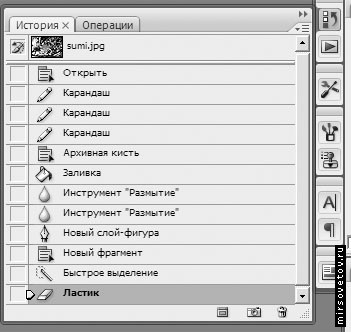 История × Операции
sumi.jpg
Открыть
Карандаш
Карандаш
Карандаш
Архивная кисть
Заливка
Инструмент "Размытие"
Инструмент "Размытие"
Новый слой-фигура
Новый фрагмент
Быстрое выделение
Ластик
A
¶
mirsovetov.ru